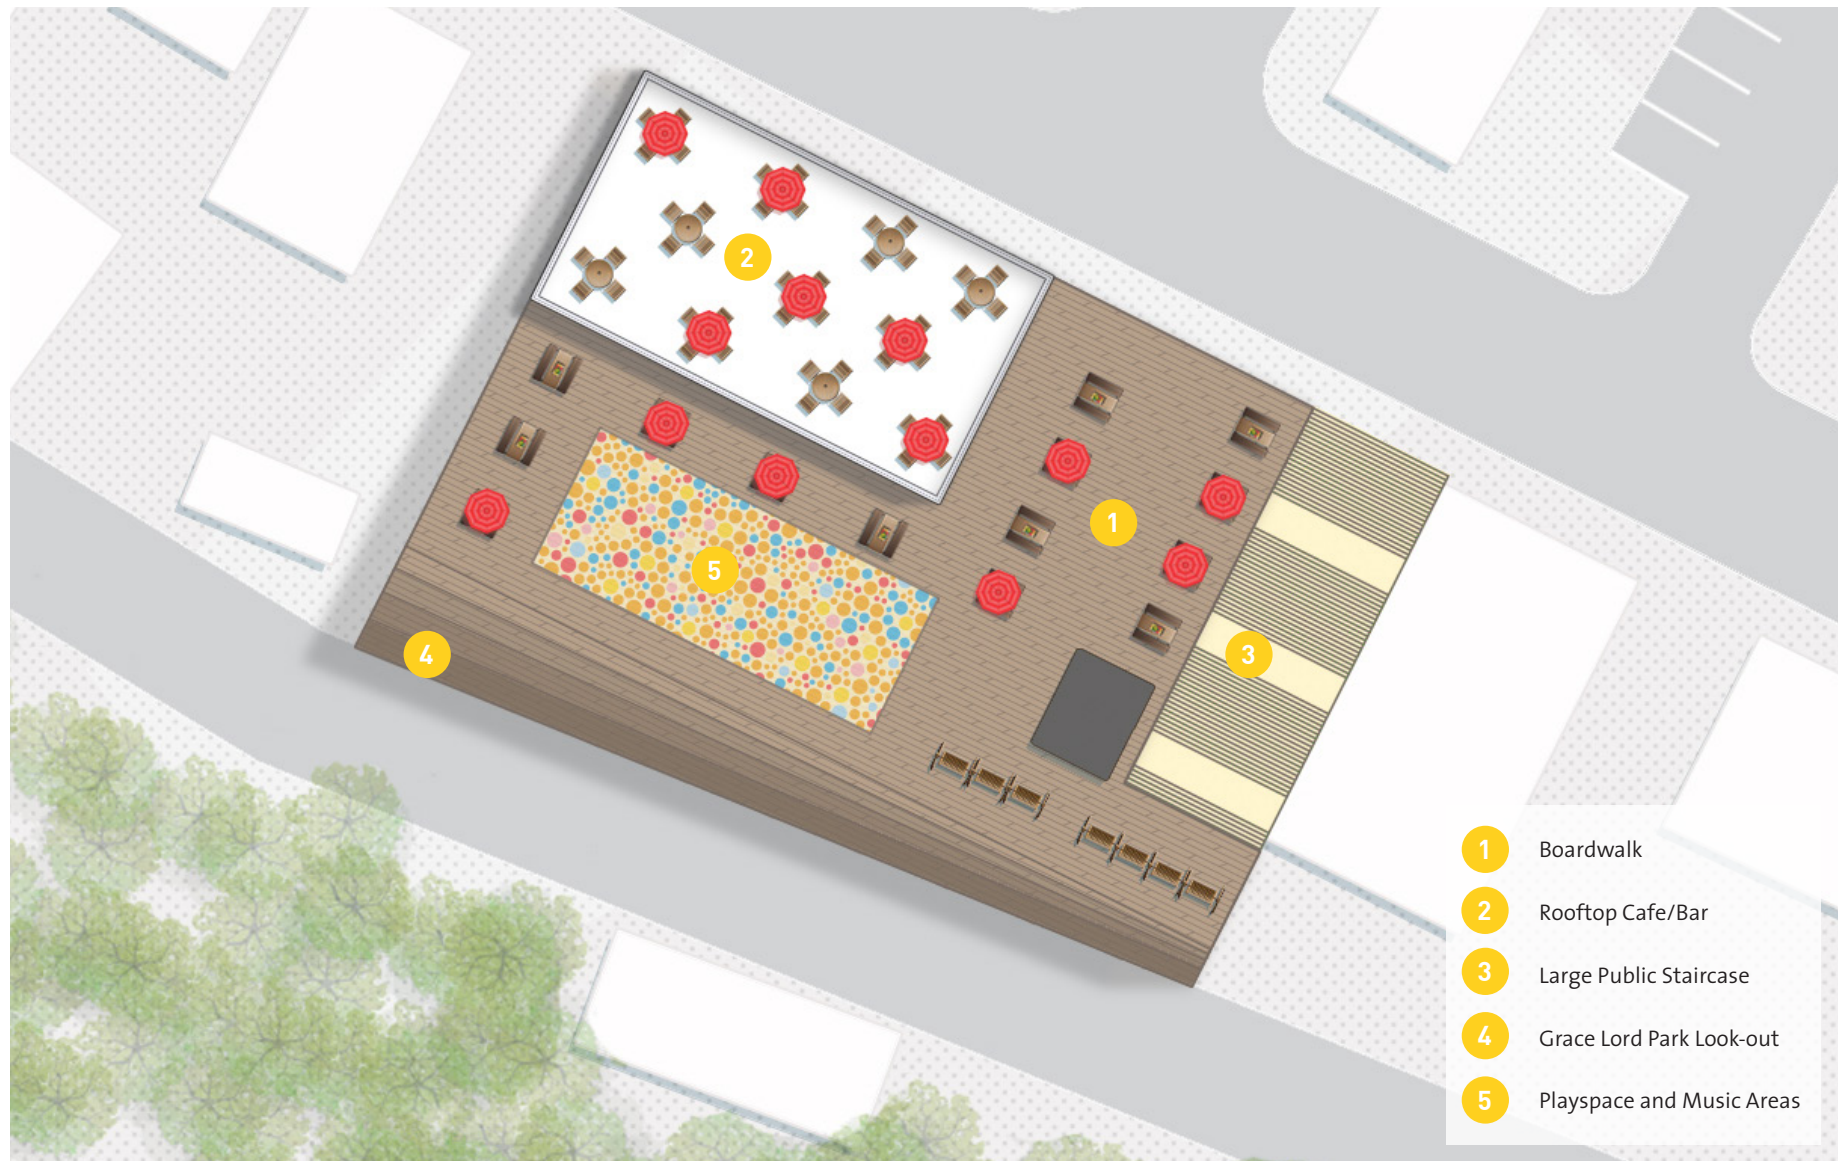 2
1
5
3
4
1 Boardwalk
2 Rooftop Cafe/Bar
3 Large Public Staircase
4 Grace Lord Park Look-out
5 Playspace and Music Areas